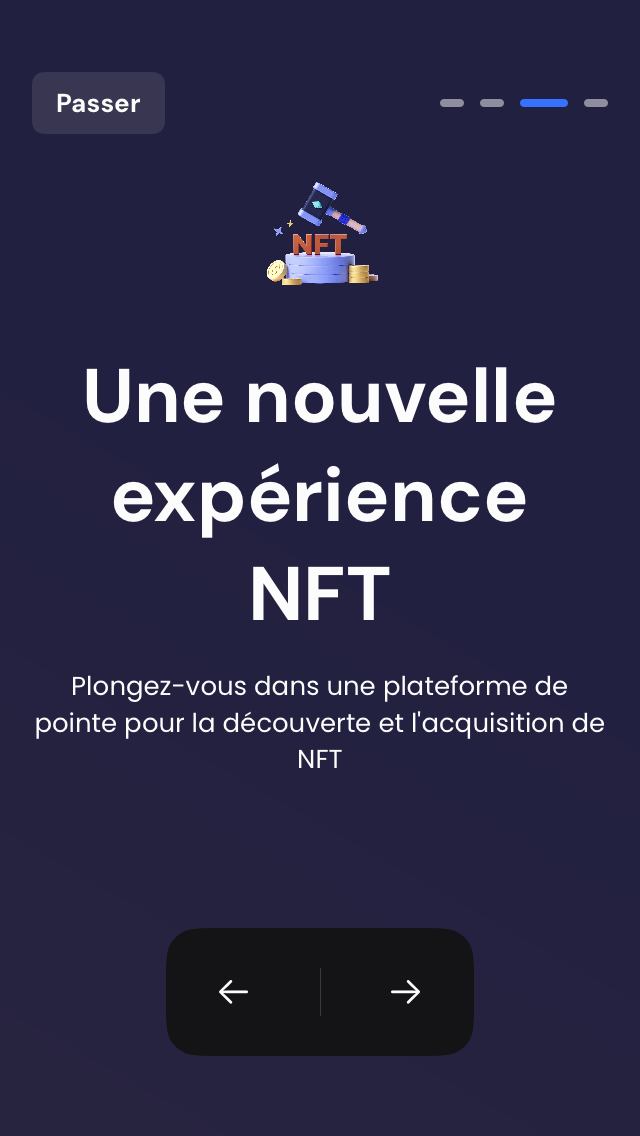 Passer
NFT
Une nouvelle
expérience
NFT
Plongez-vous dans une plateforme de
pointe pour la découverte et l'acquisition de
NFT